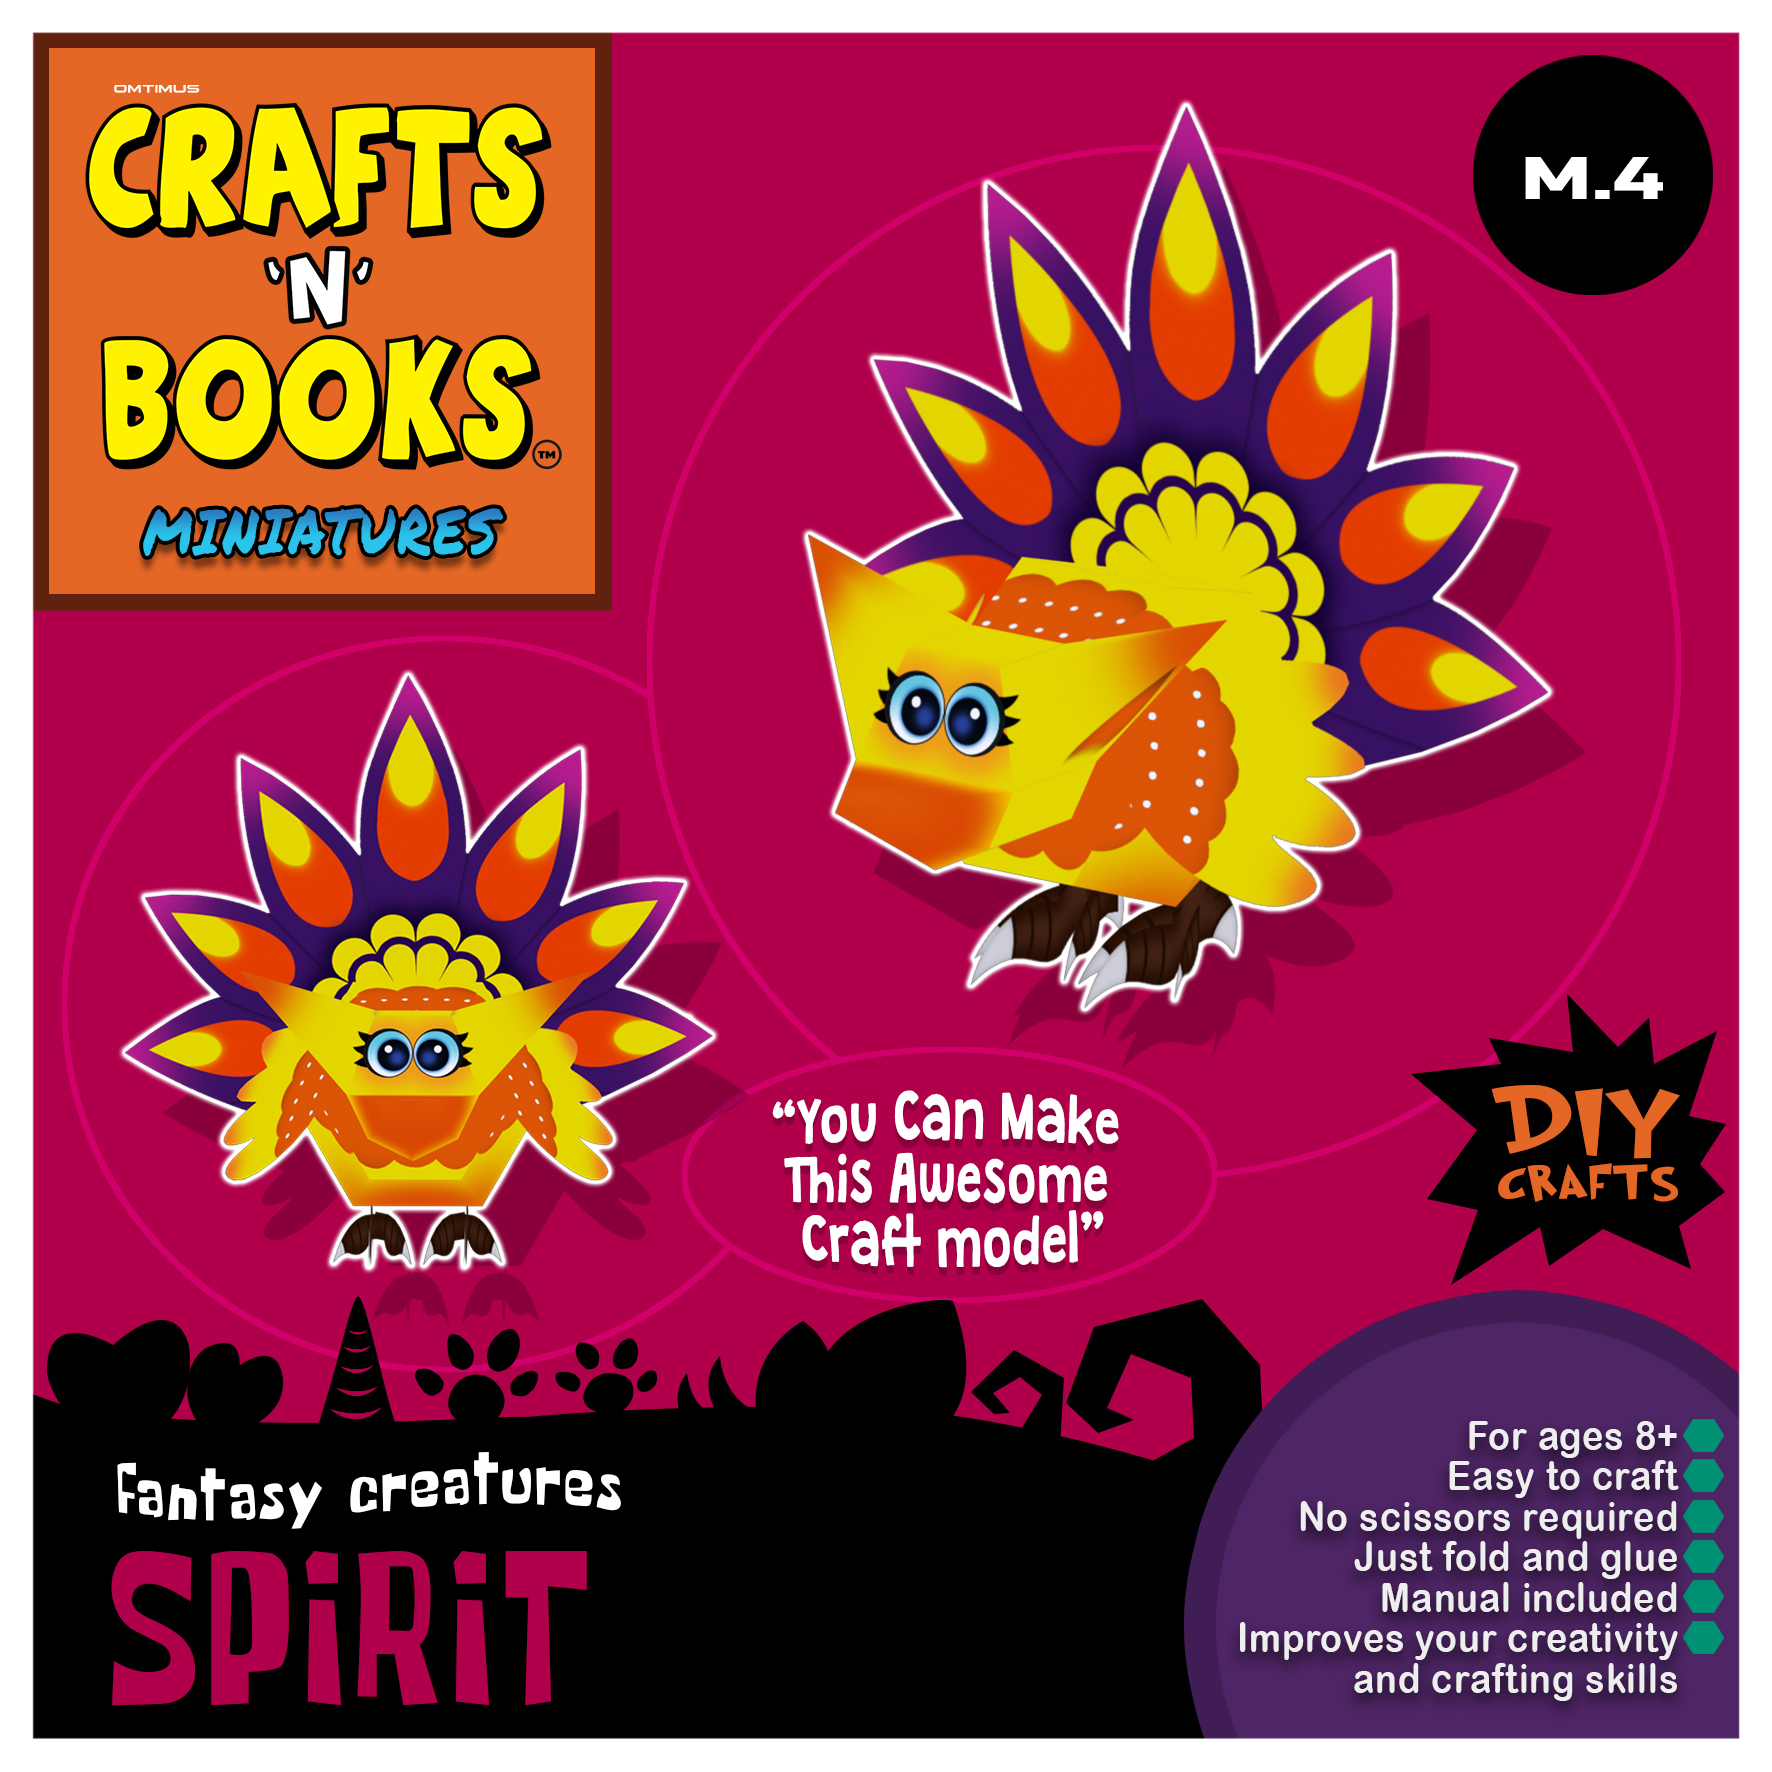 OMTIMUS
CRAFTS
'N'
BOOKS
TM
MINIATURES
M.4
“You Can Make
This Awesome
Craft model”
DIY
CRAFTS
Fantasy creatures
SPiRiT
For ages 8+
Easy to craft
No scissors required
Just fold and glue
Manual included
Improves your creativity
and crafting skills